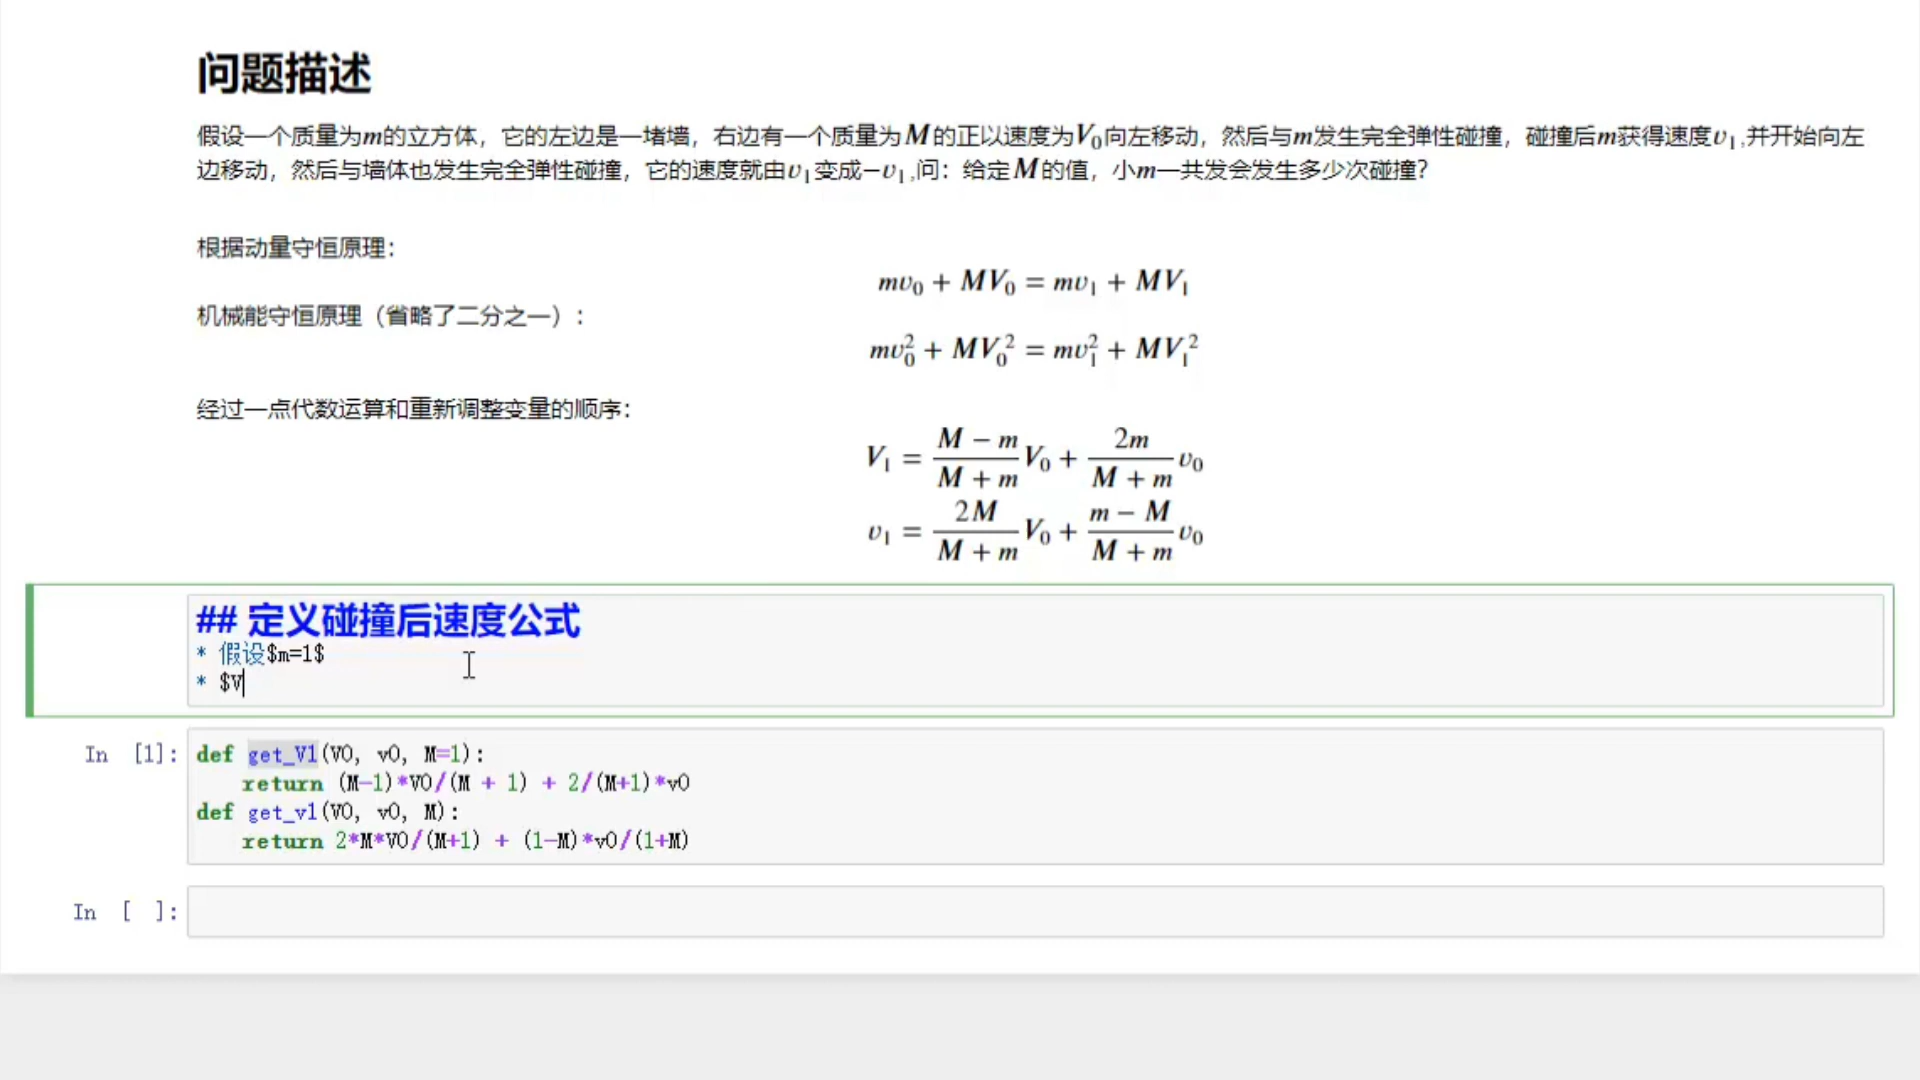 问题描述
假设一个质量为m的立方体，它的左边是一堵墙，右边有一个质量为M的正以速度为V₀向左移动，然后与m发生完全弹性碰撞，碰撞后m获得速度v₁,并开始向左
边移动，然后与墙体也发生完全弹性碰撞，它的速度就由v₁变成−v₁,问：给定M的值，小m一共发会发生多少次碰撞？
根据动量守恒原理：
mv₀ + MV₀ = mv₁ + MV₁
机械能守恒原理（省略了二分之一）：
mv₀² + MV₀² = mv₁² + MV₁²
经过一点代数运算和重新调整变量的顺序：
V₁ = (M − m)/(M + m) V₀ + 2m/(M + m) v₀
v₁ = 2M/(M + m) V₀ + (m − M)/(M + m) v₀
## 定义碰撞后速度公式
* 假设$m=1$
* $V
In [1]: def get_V1(V0, v0, M=1):
return (M-1)*V0/(M + 1) + 2/(M+1)*v0
def get_v1(V0, v0, M):
return 2*M*V0/(M+1) + (1-M)*v0/(1+M)
In [ ]: